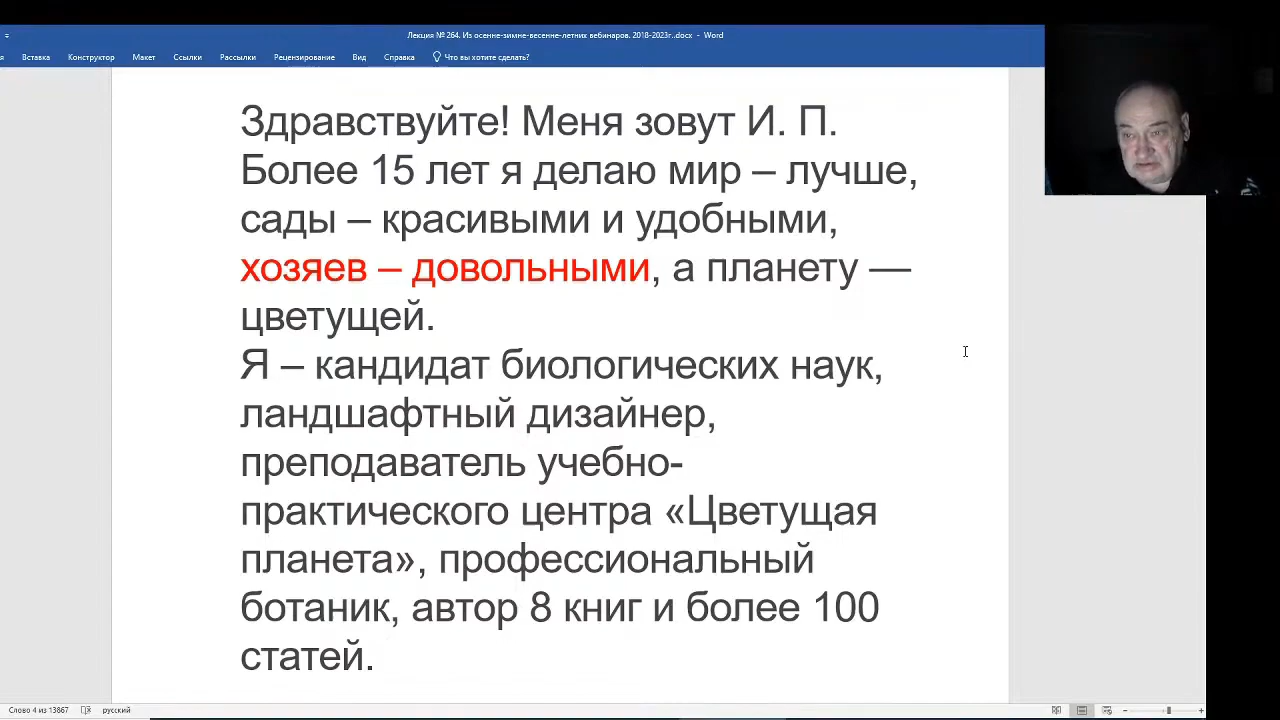 Лекция № 264. Из осенне-зимне-весенне-летних вебинаров. 2018-2023г..docx - Word
Вставка Конструктор Макет Ссылки Рассылки Рецензирование Вид Справка Что вы хотите сделать?
Здравствуйте! Меня зовут И. П.
Более 15 лет я делаю мир – лучше,
сады – красивыми и удобными,
хозяев – довольными, а планету —
цветущей.
Я – кандидат биологических наук,
ландшафтный дизайнер,
преподаватель учебно-
практического центра «Цветущая
планета», профессиональный
ботаник, автор 8 книг и более 100
статей.
Слово 4 из 13867 русский